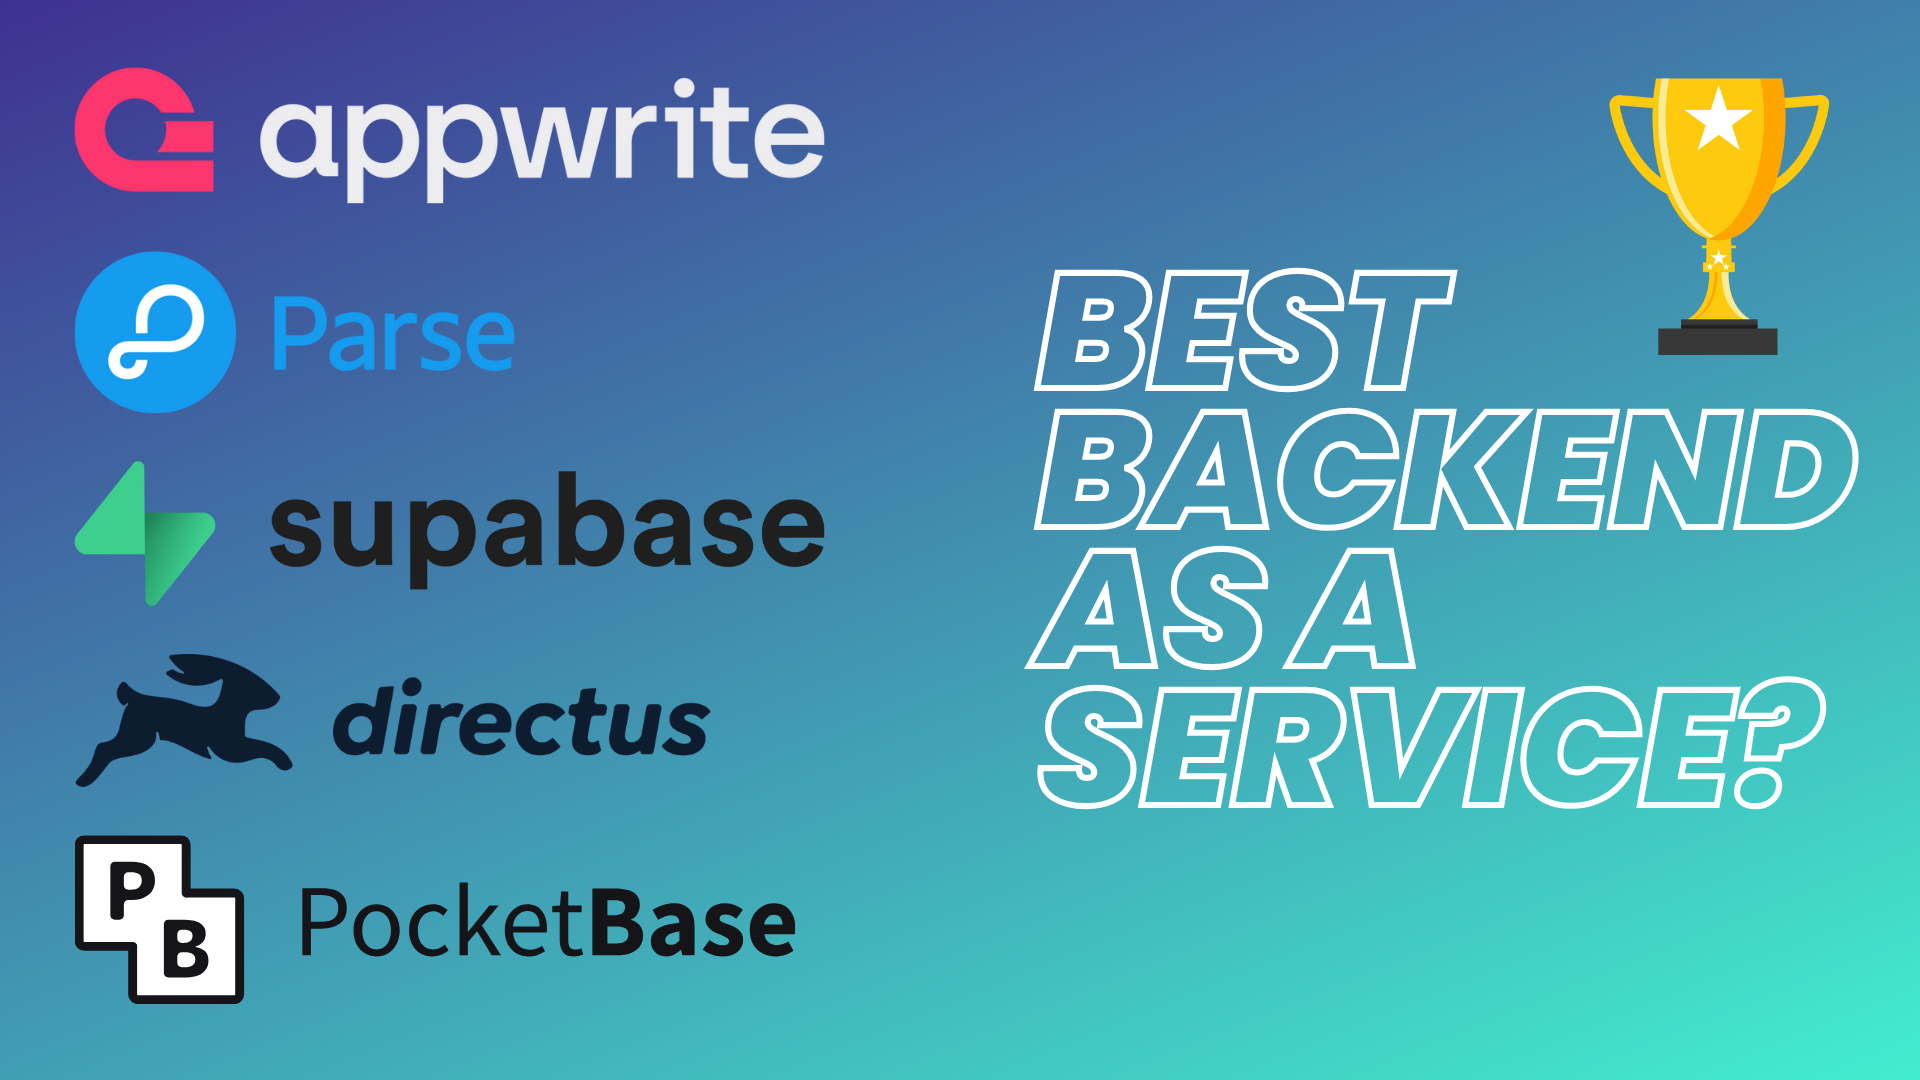 appwrite
Parse
supabase
directus
P
B
PocketBase
BEST
BACKEND
AS A
SERVICE?